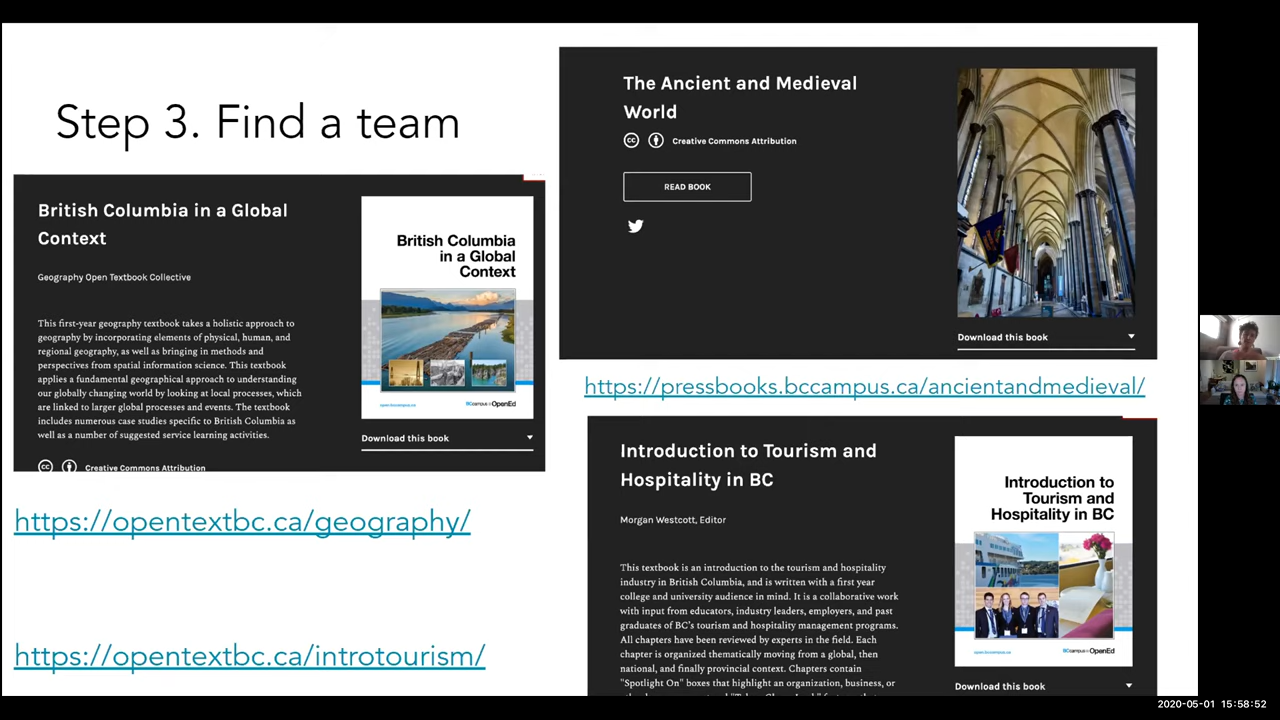 Step 3. Find a team
British Columbia in a Global
Context
Geography Open Textbook Collective
This first-year geography textbook takes a holistic approach to
geography by incorporating elements of physical, human, and
regional geography, as well as bringing in methods and
perspectives from spatial information science. This textbook
applies a fundamental geographical approach to understanding
our globally changing world by looking at local processes, which
are linked to larger global processes and events. The textbook
includes numerous case studies specific to British Columbia as
well as a number of suggested service learning activities.
cc Creative Commons Attribution
British Columbia
in a Global
Context
BCcampus OpenEd
Download this book
https://opentextbc.ca/geography/
https://opentextbc.ca/introtourism/
The Ancient and Medieval
World
cc Creative Commons Attribution
READ BOOK
Download this book
https://pressbooks.bccampus.ca/ancientandmedieval/
Introduction to Tourism and
Hospitality in BC
Morgan Westcott, Editor
This textbook is an introduction to the tourism and hospitality
industry in British Columbia, and is written with a first year
college and university audience in mind. It is a collaborative work
with input from educators, industry leaders, employers, and past
graduates of BC's tourism and hospitality management programs.
All chapters have been reviewed by experts in the field. Each
chapter is organized thematically moving from a global, then
national, and finally provincial context. Chapters contain
"Spotlight On" boxes that highlight an organization, business, or
Introduction to
Tourism and
Hospitality in BC
BCcampus OpenEd
Download this book
2020-05-01 15:58:52